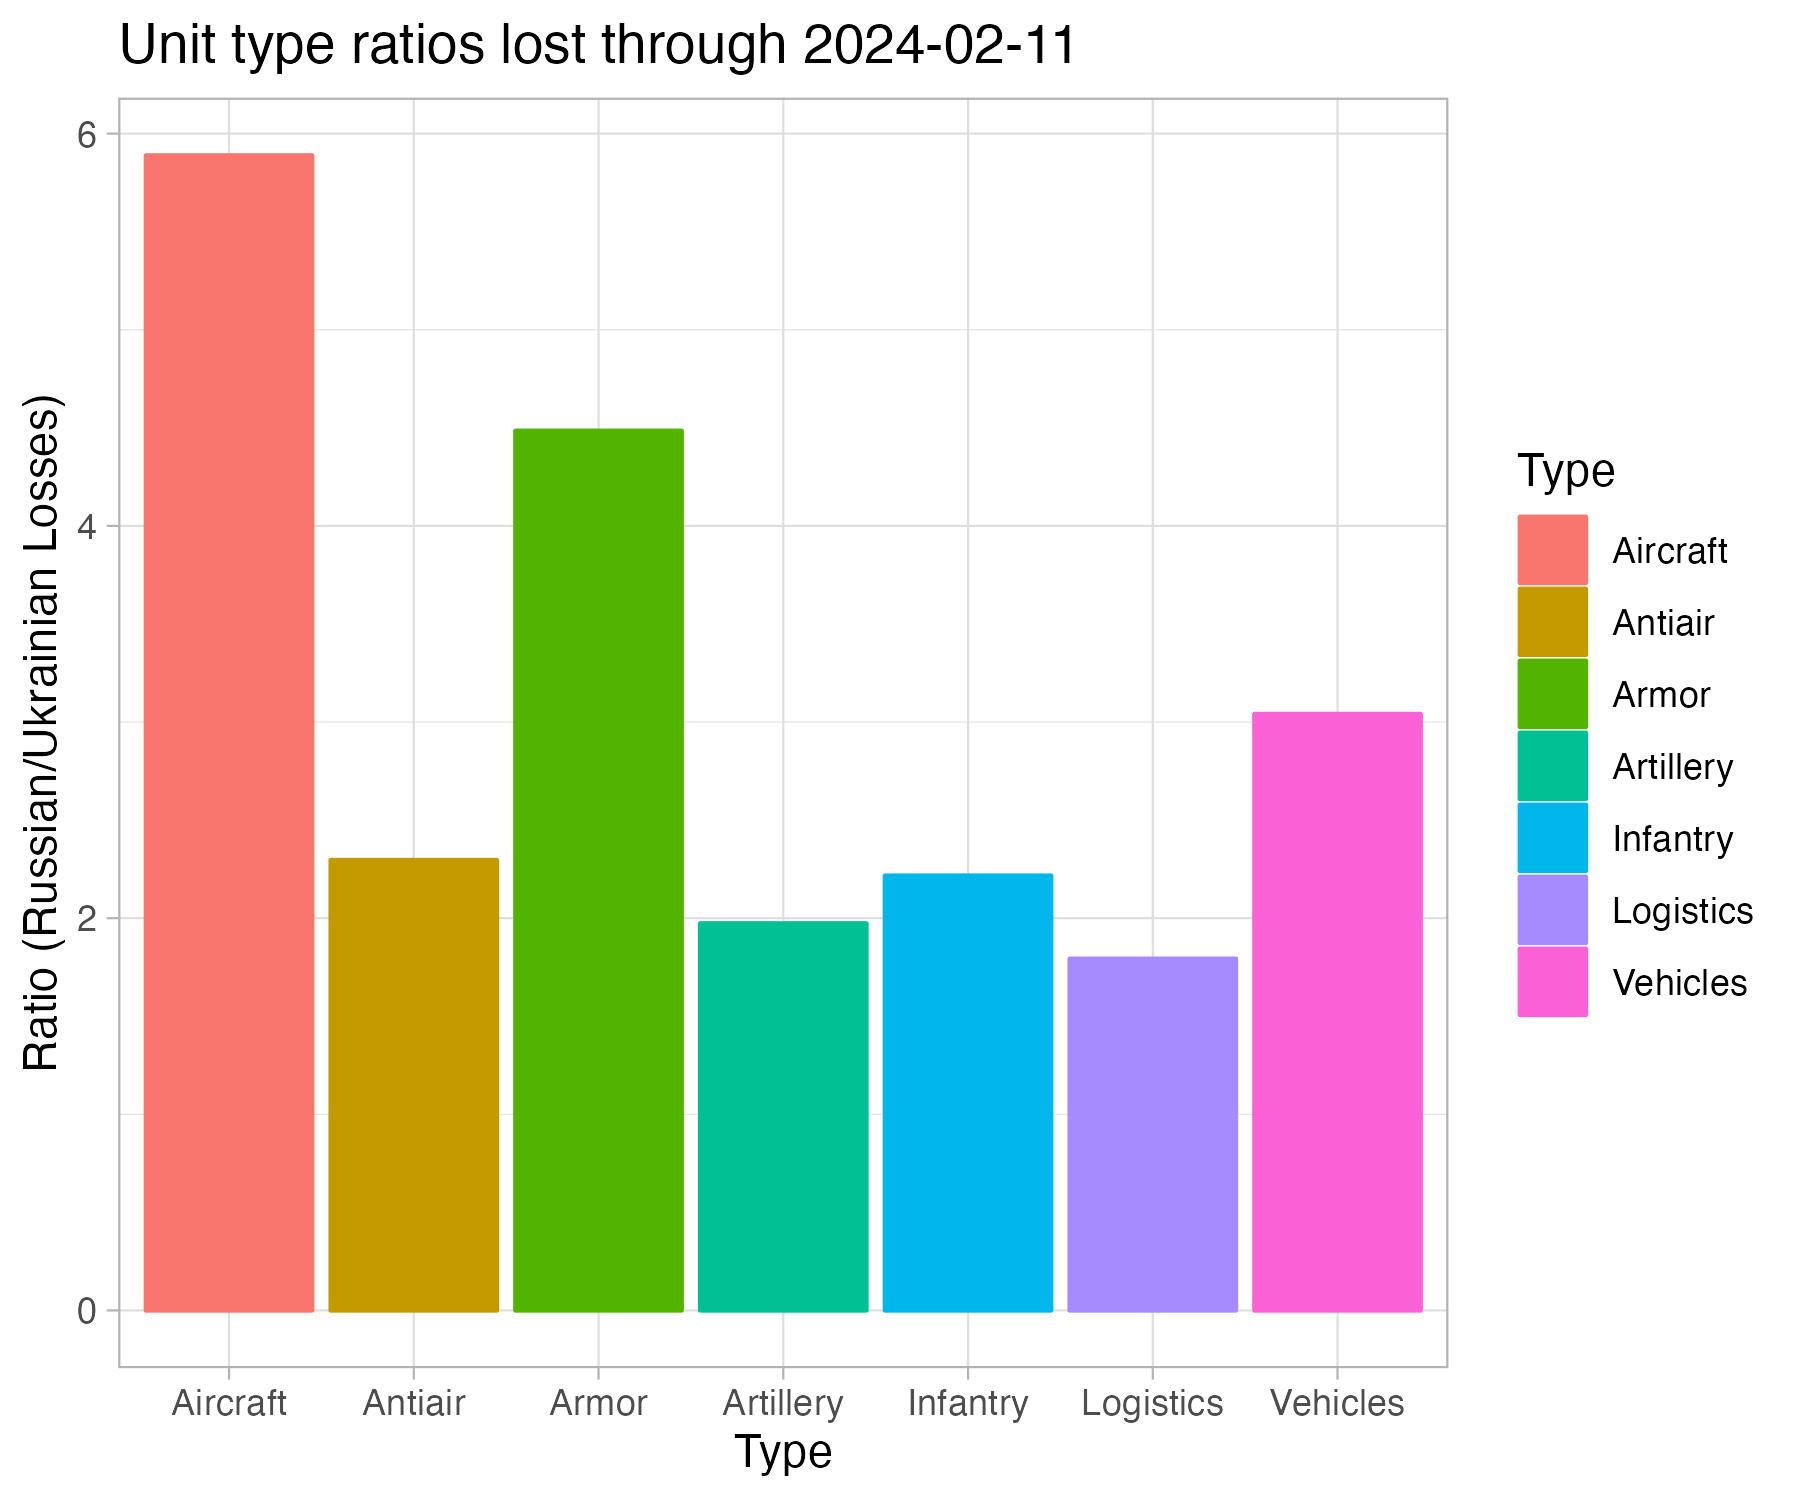 Unit type ratios lost through 2024-02-11
Ratio (Russian/Ukrainian Losses)
6
4
2
0
Aircraft Antiair Armor Artillery Infantry Logistics Vehicles
Type
Type
Aircraft
Antiair
Armor
Artillery
Infantry
Logistics
Vehicles